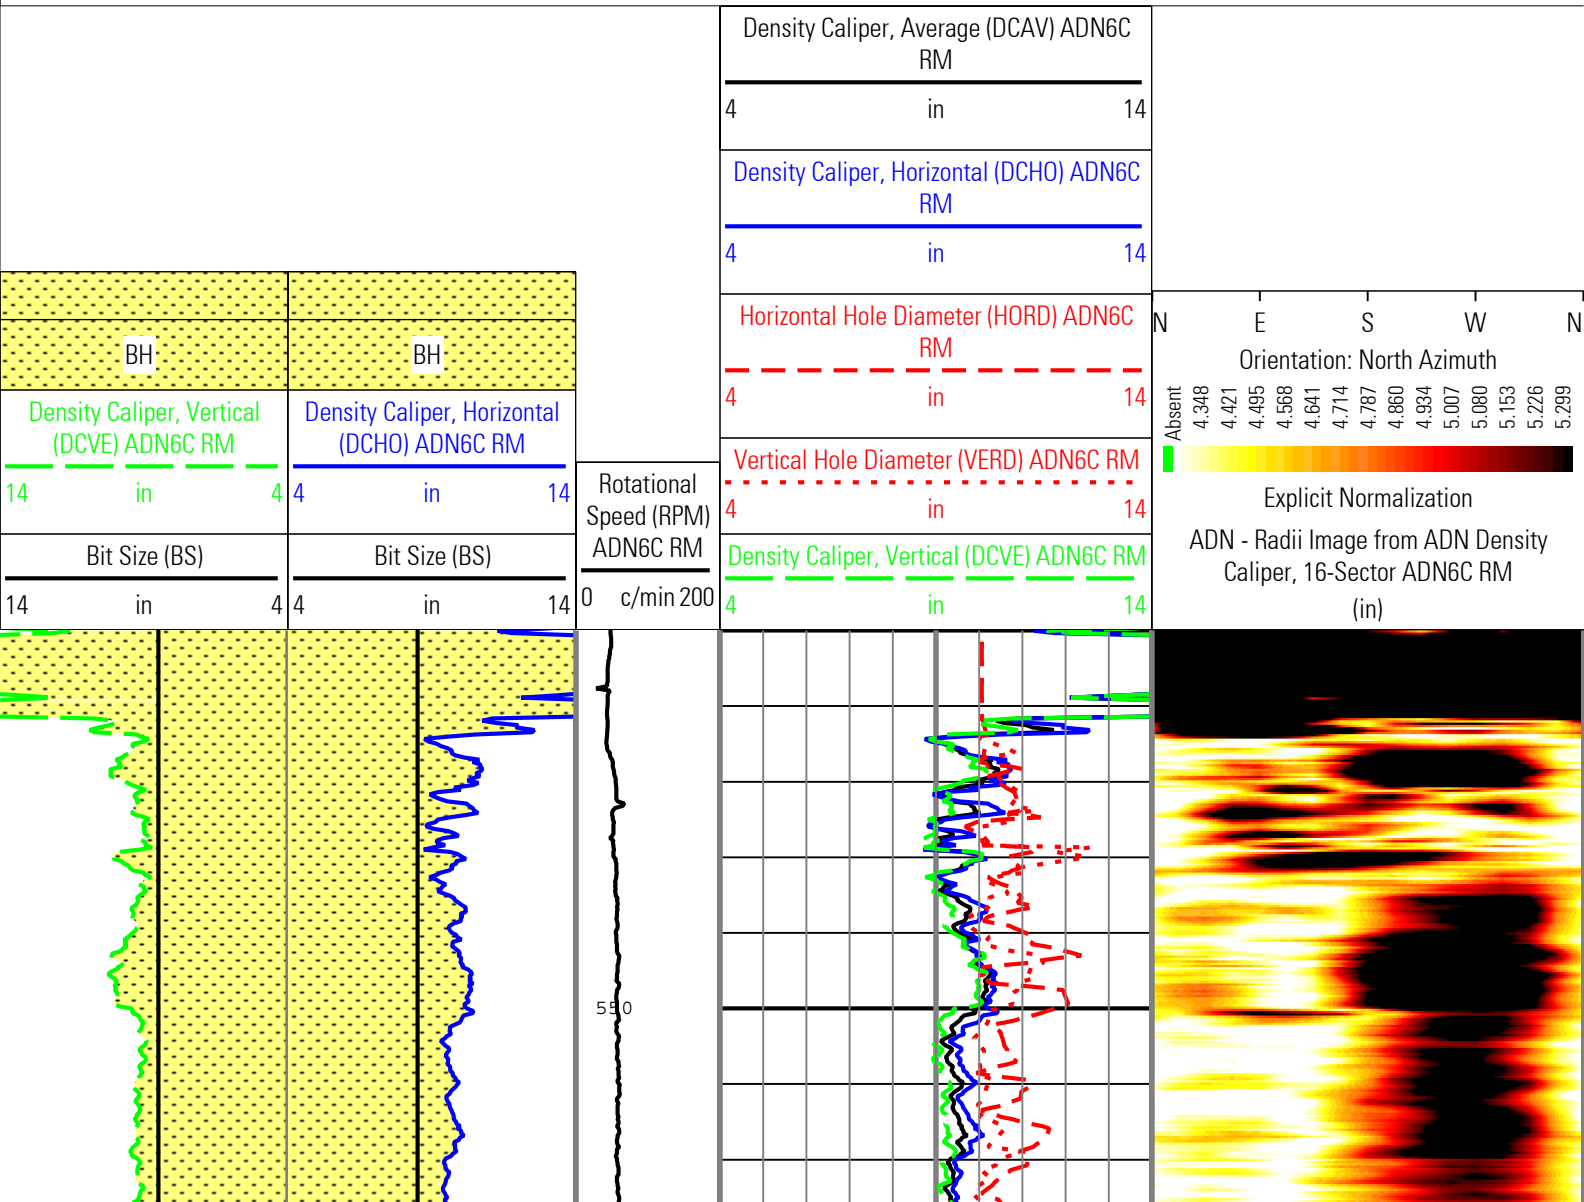 Density Caliper, Average (DCAV) ADN6C
RM
4 in 14
Density Caliper, Horizontal (DCHO) ADN6C
RM
4 in 14
Horizontal Hole Diameter (HORD) ADN6C
RM
4 in 14
Vertical Hole Diameter (VERD) ADN6C RM
4 in 14
Density Caliper, Vertical (DCVE) ADN6C RM
4 in 14
BH
Density Caliper, Vertical
(DCVE) ADN6C RM
14 in 4
Bit Size (BS)
14 in 4
BH
Density Caliper, Horizontal
(DCHO) ADN6C RM
4 in 14
Bit Size (BS)
4 in 14
Rotational
Speed (RPM)
ADN6C RM
0 c/min 200
N E S W N
Orientation: North Azimuth
Absent
4.348
4.421
4.495
4.568
4.641
4.714
4.787
4.860
4.934
5.007
5.080
5.153
5.226
5.299
Explicit Normalization
ADN - Radii Image from ADN Density
Caliper, 16-Sector ADN6C RM
(in)
550